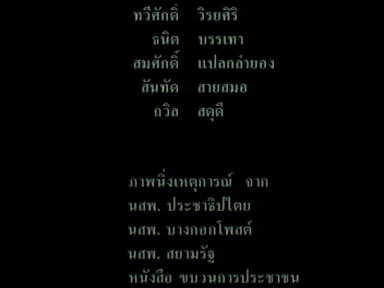 ทวีศักดิ์ วิรยศิริ
ธนิต บรรเทา
สมศักดิ์ แปลกลำยอง
สันทัด สายสมอ
ถวิล สดุดี
ภาพนิ่งเหตุการณ์ จาก
นสพ. ประชาธิปไตย
นสพ. บางกอกโพสต์
นสพ. สยามรัฐ
หนังสือ ขบวนการประชาชน